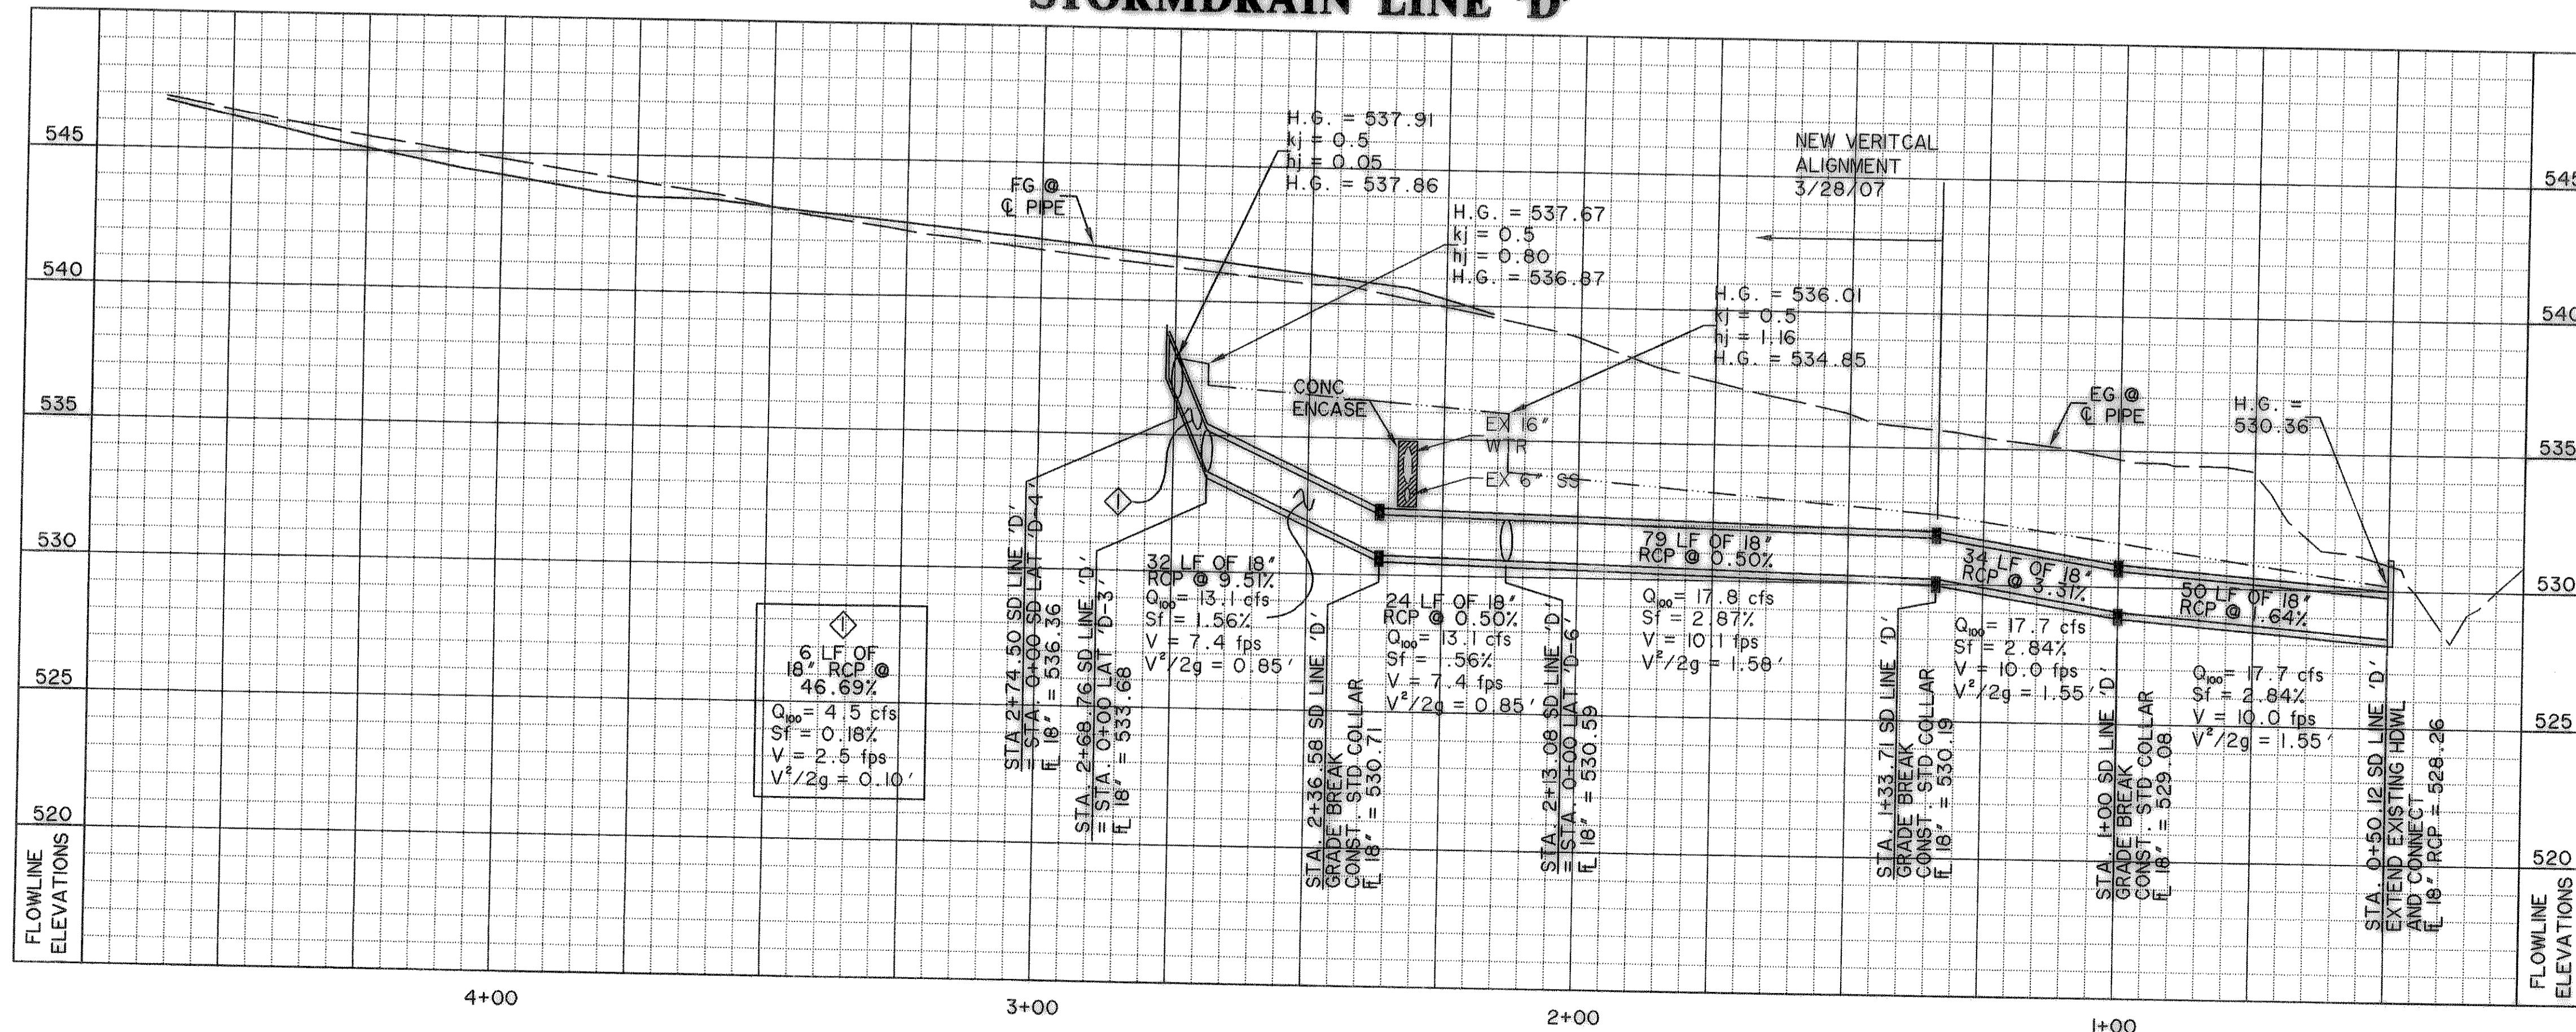 STORMDRAIN LINE 'D'
545
540
535
530
525
520
FLOWLINE
ELEVATIONS
FG @
℄ PIPE
H.G. = 537.91
kj = 0.5
hj = 0.05
H.G. = 537.86
H.G. = 537.67
kj = 0.5
hj = 0.80
H.G. = 536.87
H.G. = 536.01
kj = 0.5
hj = 1.16
H.G. = 534.85
NEW VERITCAL
ALIGNMENT
3/28/07
CONC
ENCASE
EX 16"
WTR
EX 6" SS
EG @
℄ PIPE
H.G. =
530.36
1
1
6 LF OF
18" RCP @
46.69%
Q100 = 4.5 cfs
Sf = 0.18%
V = 2.5 fps
V²/2g = 0.10'
STA 2+74.50 SD LINE 'D'
= STA. 0+00 SD LAT 'D-4'
FL 18" = 536.36
STA. 2+68.76 SD LINE 'D'
= STA. 0+00 LAT 'D-3'
FL 18" = 533.68
32 LF OF 18"
RCP @ 9.51%
Q100 = 13.1 cfs
Sf = 1.56%
V = 7.4 fps
V²/2g = 0.85'
STA. 2+36.58 SD LINE 'D'
GRADE BREAK
CONST. STD COLLAR
FL 18" = 530.71
24 LF OF 18"
RCP @ 0.50%
Q100 = 13.1 cfs
Sf = 1.56%
V = 7.4 fps
V²/2g = 0.85'
STA. 2+13.08 SD LINE 'D'
= STA. 0+00 LAT 'D-6'
FL 18" = 530.59
79 LF OF 18"
RCP @ 0.50%
Q100 = 17.8 cfs
Sf = 2.87%
V = 10.1 fps
V²/2g = 1.58'
STA. 1+33.71 SD LINE 'D'
GRADE BREAK
CONST. STD COLLAR
FL 18" = 530.19
34 LF OF 18"
RCP @ 3.31%
Q100 = 17.7 cfs
Sf = 2.84%
V = 10.0 fps
V²/2g = 1.55'
STA. 1+00 SD LINE 'D'
GRADE BREAK
CONST. STD COLLAR
FL 18" = 529.08
50 LF OF 18"
RCP @ 1.64%
Q100 = 17.7 cfs
Sf = 2.84%
V = 10.0 fps
V²/2g = 1.55'
STA. 0+50.12 SD LINE 'D'
EXTEND EXISTING HDWL
AND CONNECT
FL 18" RCP = 528.26
545
540
535
530
525
520
FLOWLINE
ELEVATIONS
4+00
3+00
2+00
1+00